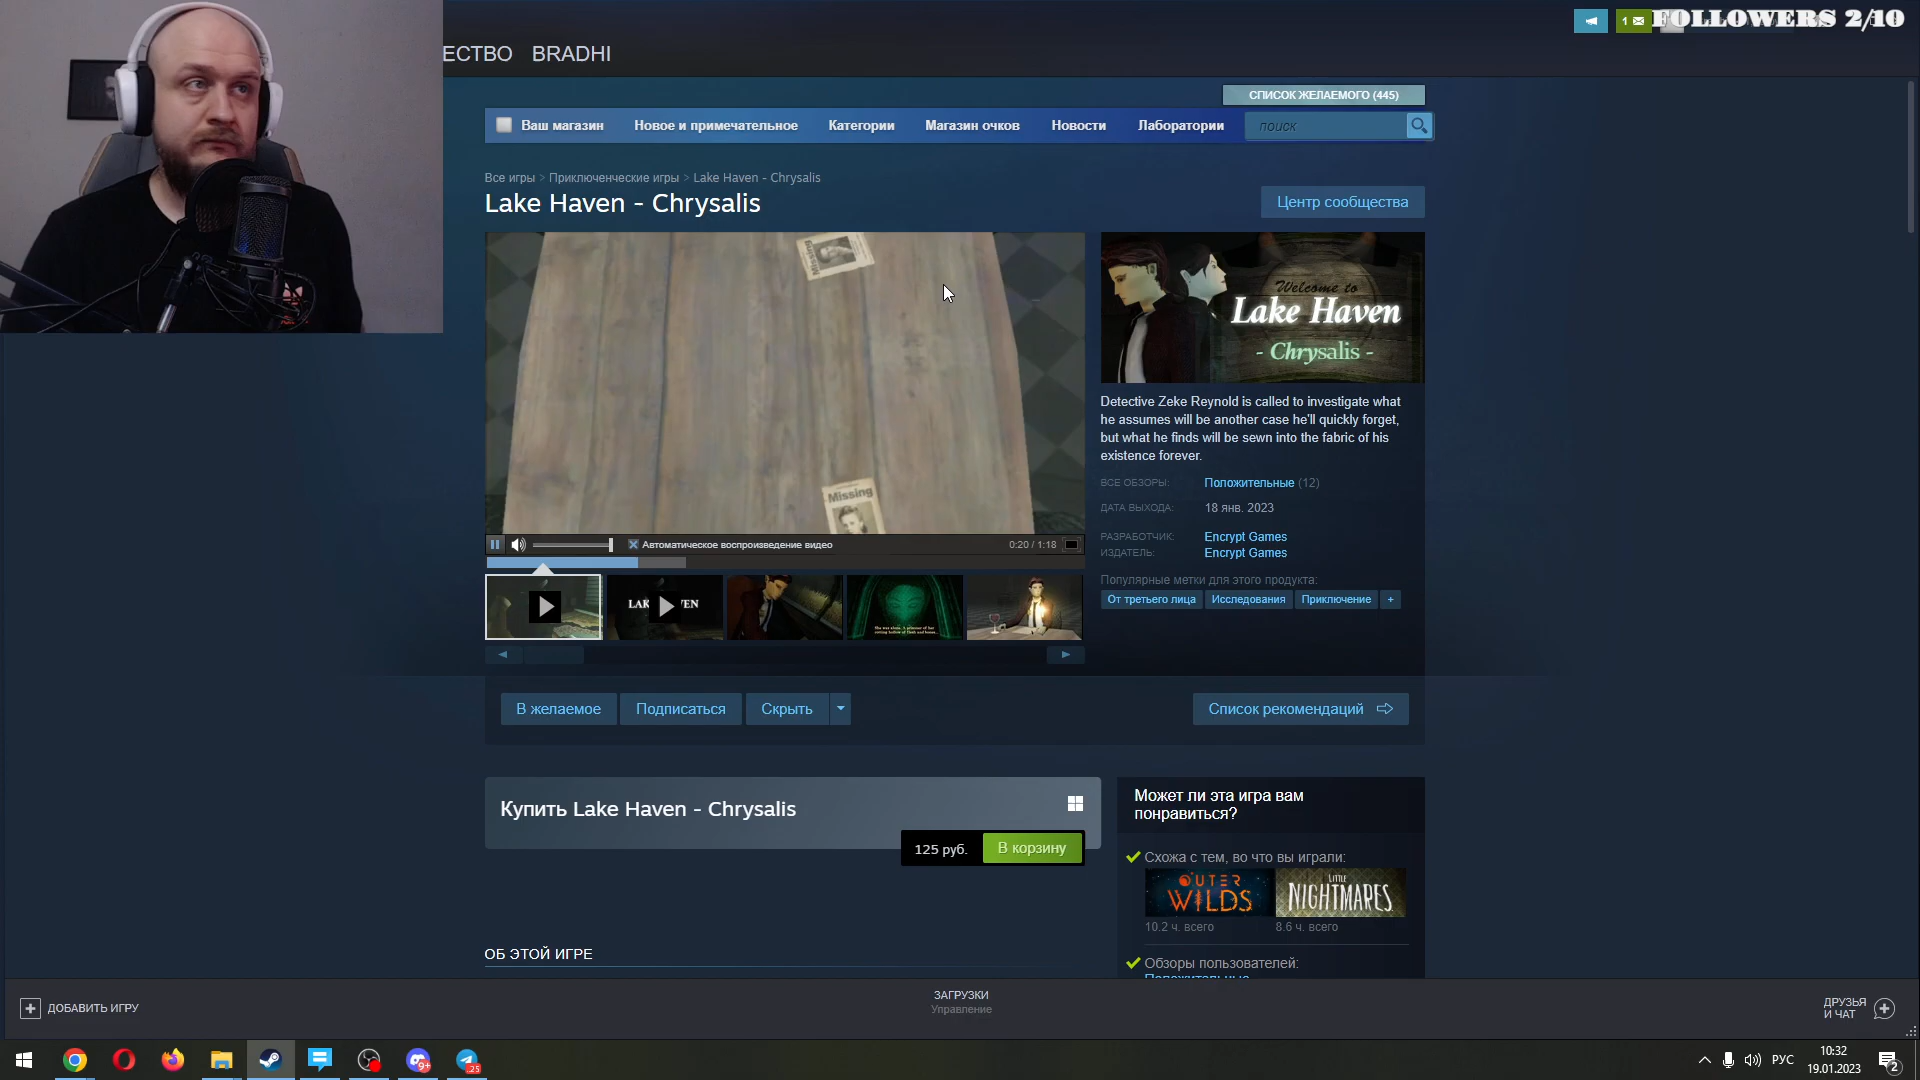 FOLLOWERS 2/10
1
ЕСТВО BRADHI
СПИСОК ЖЕЛАЕМОГО (445)
Ваш магазин Новое и примечательное Категории Магазин очков Новости Лаборатории поиск
Все игры > Приключенческие игры > Lake Haven - Chrysalis
Lake Haven - Chrysalis
Центр сообщества
Missing
Missing
Welcome to
Lake Haven
- Chrysalis -
Detective Zeke Reynold is called to investigate what
he assumes will be another case he'll quickly forget,
but what he finds will be sewn into the fabric of his
existence forever.
ВСЕ ОБЗОРЫ: Положительные (12)
ДАТА ВЫХОДА: 18 янв. 2023
РАЗРАБОТЧИК: Encrypt Games
ИЗДАТЕЛЬ: Encrypt Games
Популярные метки для этого продукта:
От третьего лица Исследования Приключение +
Автоматическое воспроизведение видео 0:20 / 1:18
В желаемое Подписаться Скрыть
Список рекомендаций
Купить Lake Haven - Chrysalis
125 руб. В корзину
Может ли эта игра вам
понравиться?
Схожа с тем, во что вы играли:
OUTER WILDS
LITTLE NIGHTMARES
10.2 ч. всего 8.6 ч. всего
Обзоры пользователей:
Положительные
ОБ ЭТОЙ ИГРЕ
ДОБАВИТЬ ИГРУ
ЗАГРУЗКИ
Управление
ДРУЗЬЯ
И ЧАТ
9+
25
РУС
10:32
19.01.2023
2